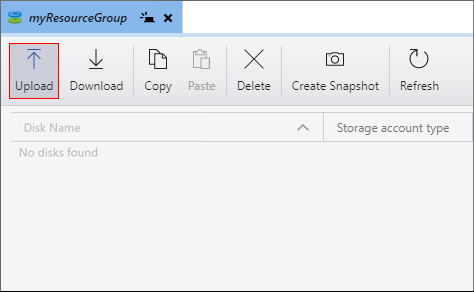 myResourceGroup
Upload Download Copy Paste Delete Create Snapshot Refresh
Disk Name Storage account type
No disks found